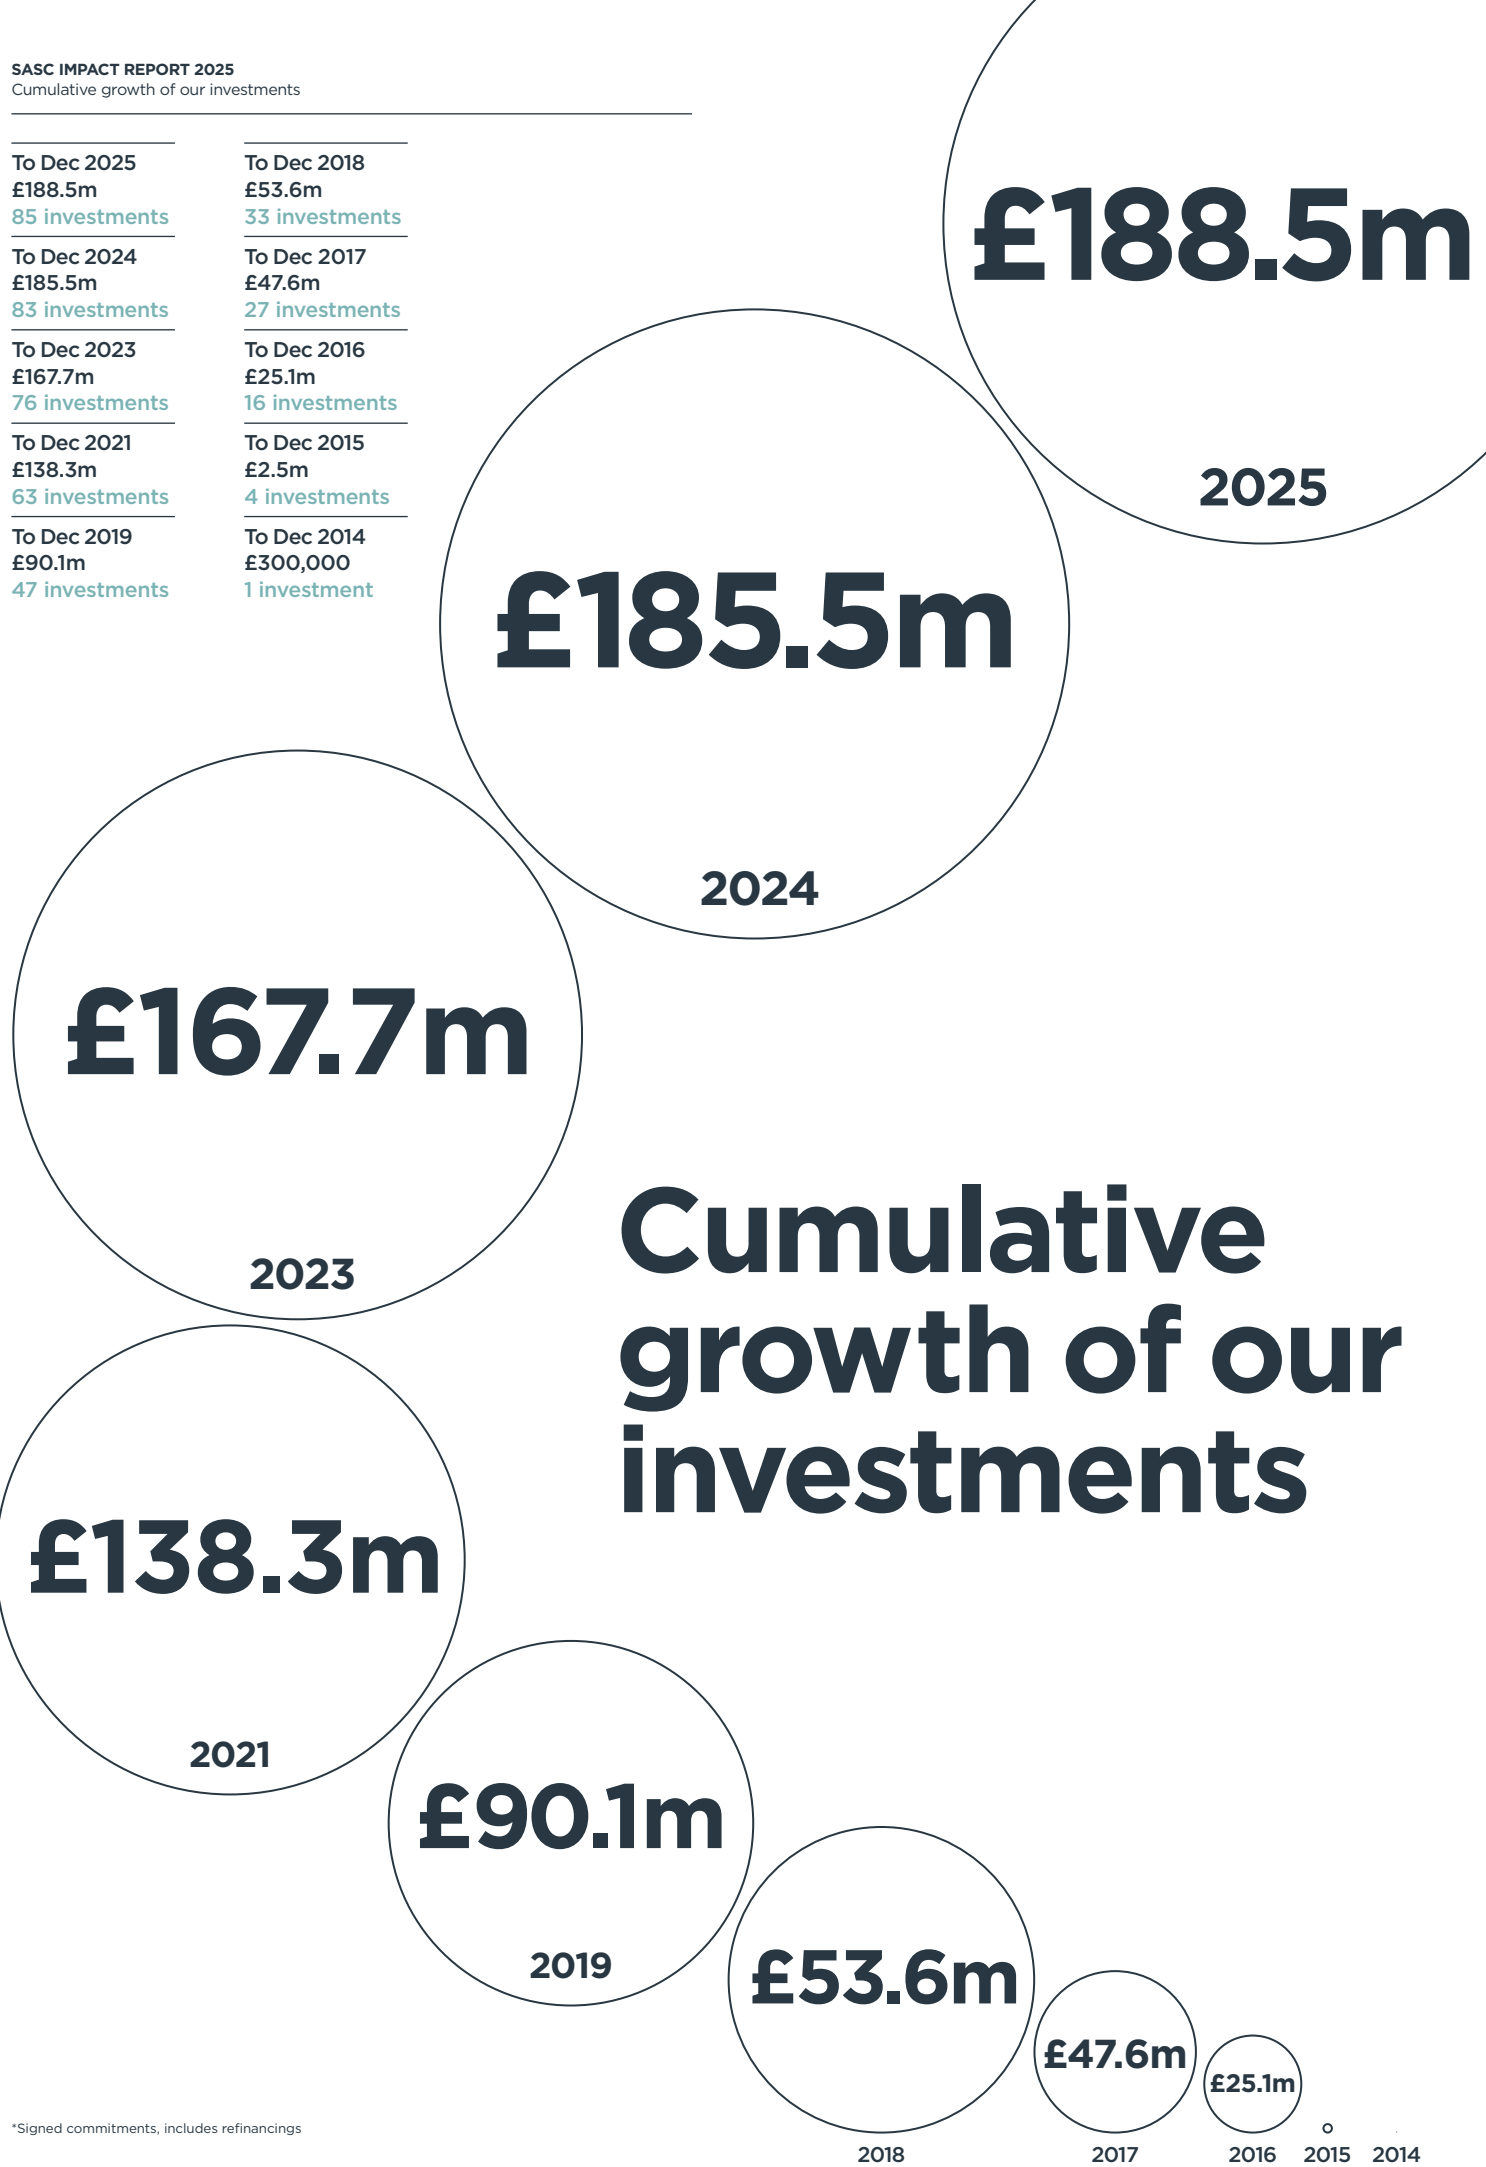 SASC IMPACT REPORT 2025
Cumulative growth of our investments
To Dec 2025
£188.5m
85 investments
To Dec 2024
£185.5m
83 investments
To Dec 2023
£167.7m
76 investments
To Dec 2021
£138.3m
63 investments
To Dec 2019
£90.1m
47 investments
To Dec 2018
£53.6m
33 investments
To Dec 2017
£47.6m
27 investments
To Dec 2016
£25.1m
16 investments
To Dec 2015
£2.5m
4 investments
To Dec 2014
£300,000
1 investment
£188.5m
2025
£185.5m
2024
£167.7m
2023
Cumulative
growth of our
investments
£138.3m
2021
£90.1m
2019
£53.6m
2018
£47.6m
2017
£25.1m
2016
2015
2014
*Signed commitments, includes refinancings